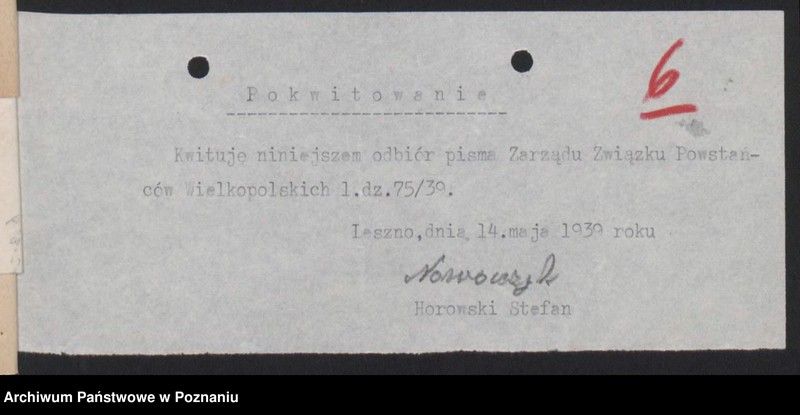 6
Pokwitowanie
Kwituję niniejszem odbiór pisma Zarządu Związku Powstań-
ców Wielkopolskich l.dz.75/39.
Leszno,dnia 14.maja 1939 roku
Horowski Stefan
Archiwum Państwowe w Poznaniu